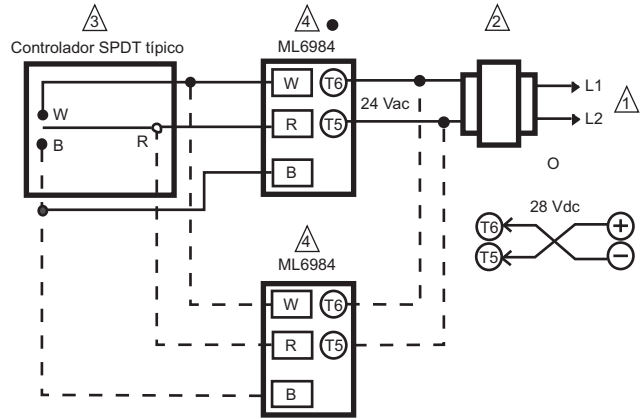 3
4
2
Controlador SPDT típico
ML6984
W
W
T6
B
R
R
T5
24 Vac
B
L1
L2
1
O
28 Vdc
T6
+
T5
−
4
ML6984
W
T6
R
T5
B